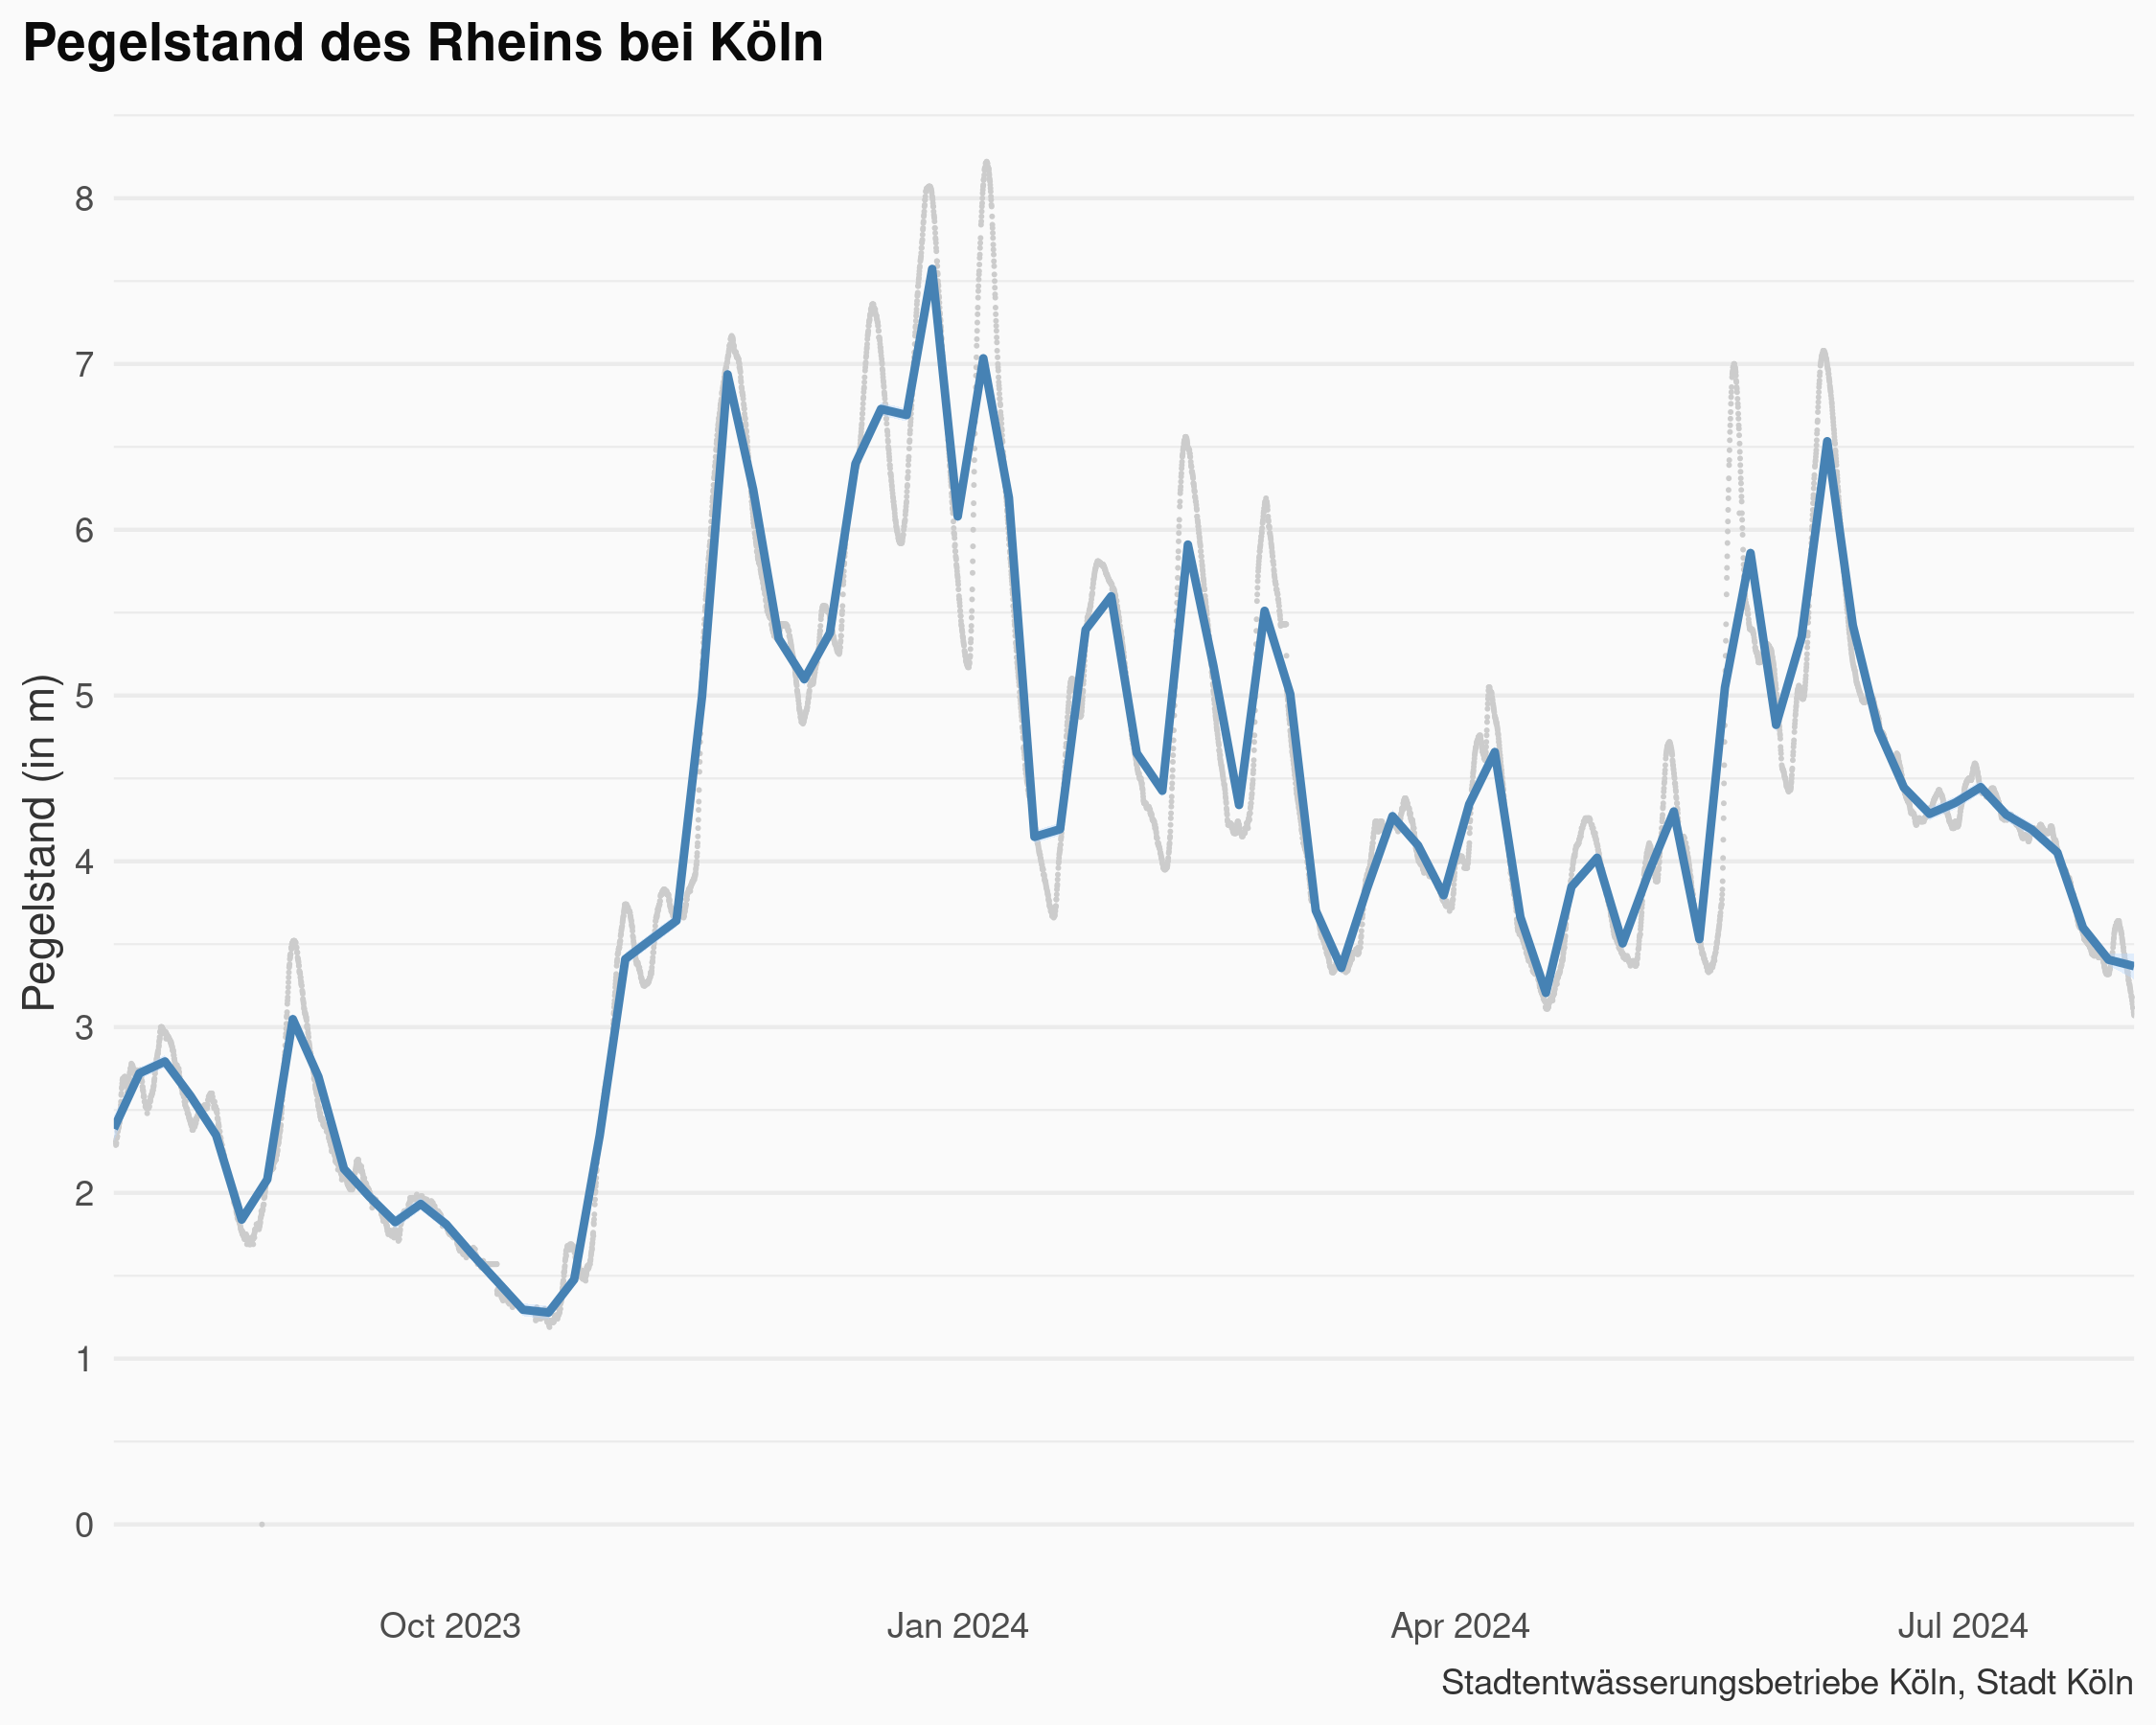 Pegelstand des Rheins bei Köln
Pegelstand (in m)
8
7
6
5
4
3
2
1
0
Oct 2023 Jan 2024 Apr 2024 Jul 2024
Stadtentwässerungsbetriebe Köln, Stadt Köln